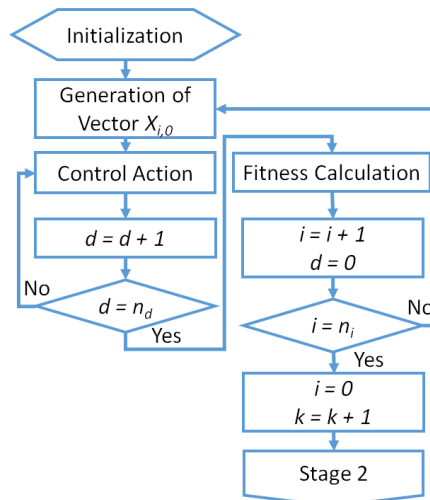 Initialization
Generation of
Vector X_{i,0}
Control Action
d = d + 1
No
d = n_d
Yes
Fitness Calculation
i = i + 1
d = 0
i = n_i
No
Yes
i = 0
k = k + 1
Stage 2